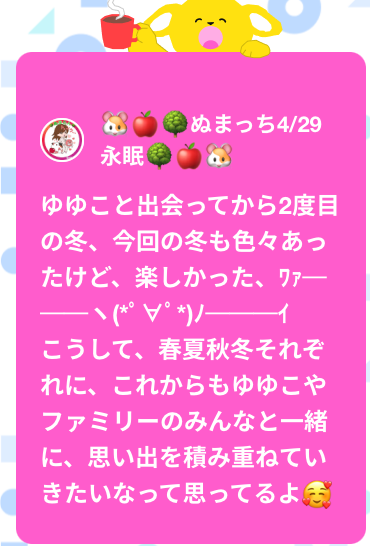 🐹🍎🌳ぬまっち4/29
永眠🌳🍎🐹
ゆゆこと出会ってから2度目
の冬、今回の冬も色々あっ
たけど、楽しかった、ﾜｧ─
───ヽ(*ﾟ∀ﾟ*)ﾉ────ｲ
こうして、春夏秋冬それぞ
れに、これからもゆゆこや
ファミリーのみんなと一緒
に、思い出を積み重ねてい
きたいなって思ってるよ🥰